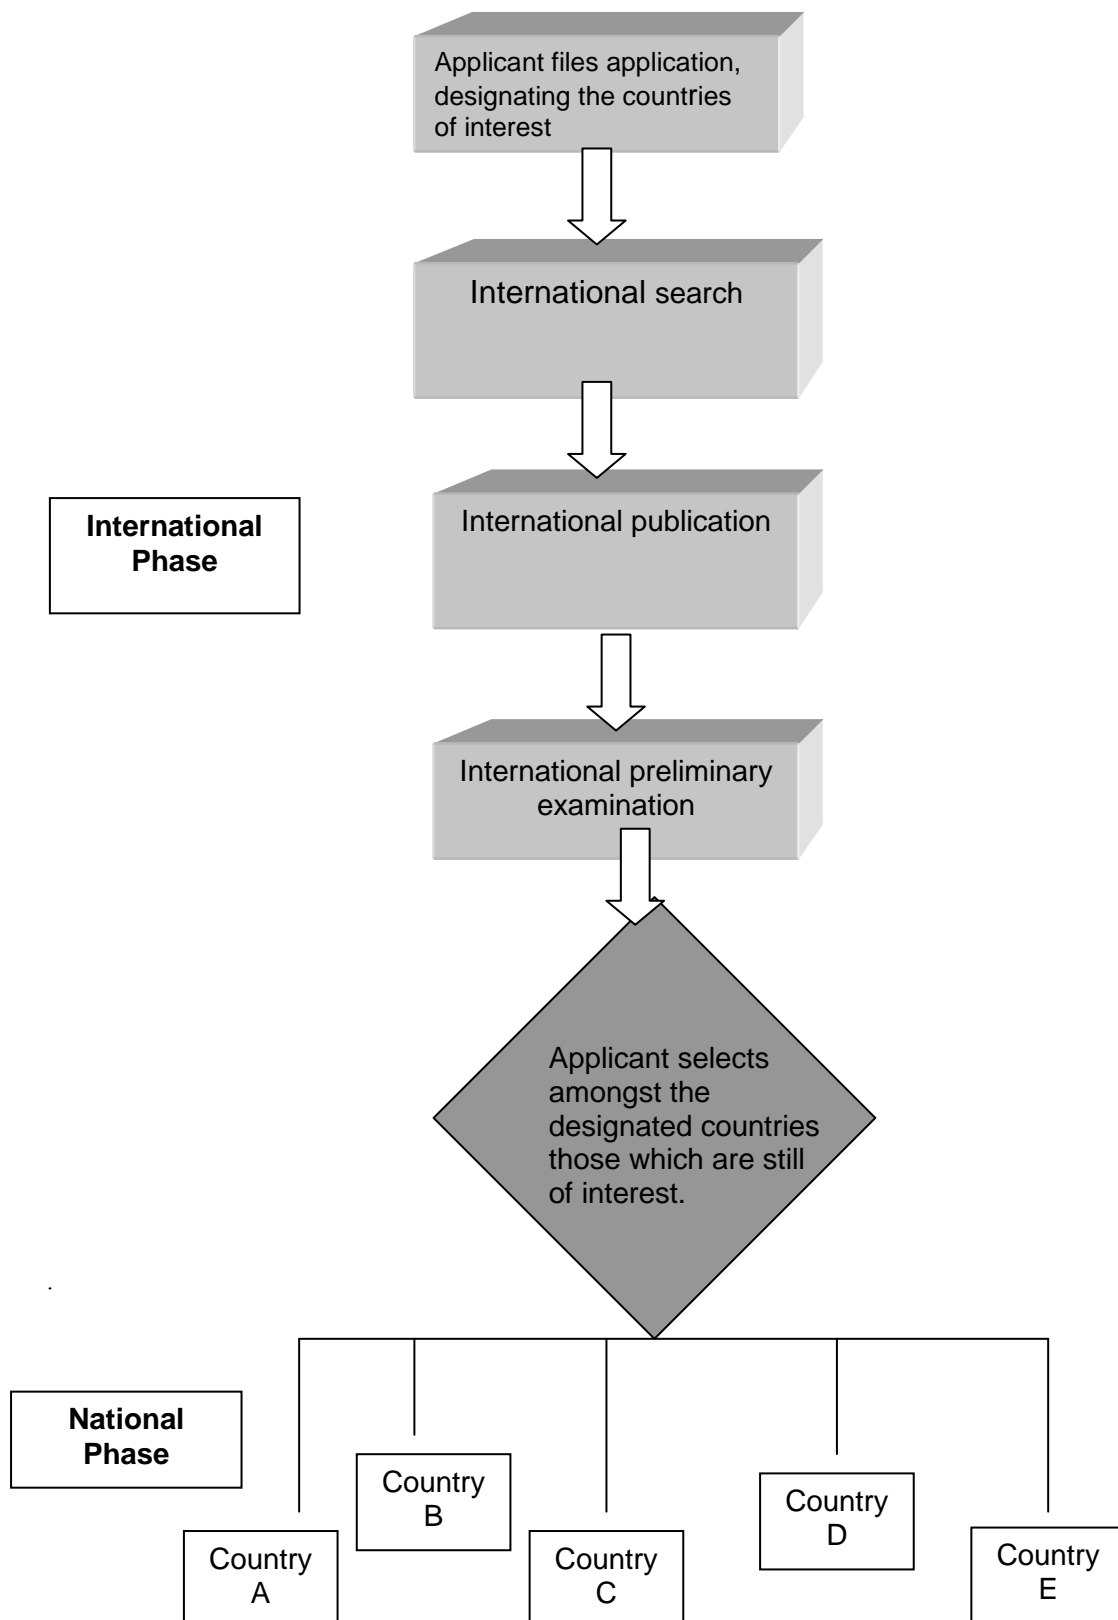 Applicant files application,
designating the countries
of interest
International search
International publication
International
Phase
International preliminary
examination
Applicant selects
amongst the
designated countries
those which are still
of interest.
.
National
Phase
Country
B
Country
D
Country
A
Country
C
Country
E